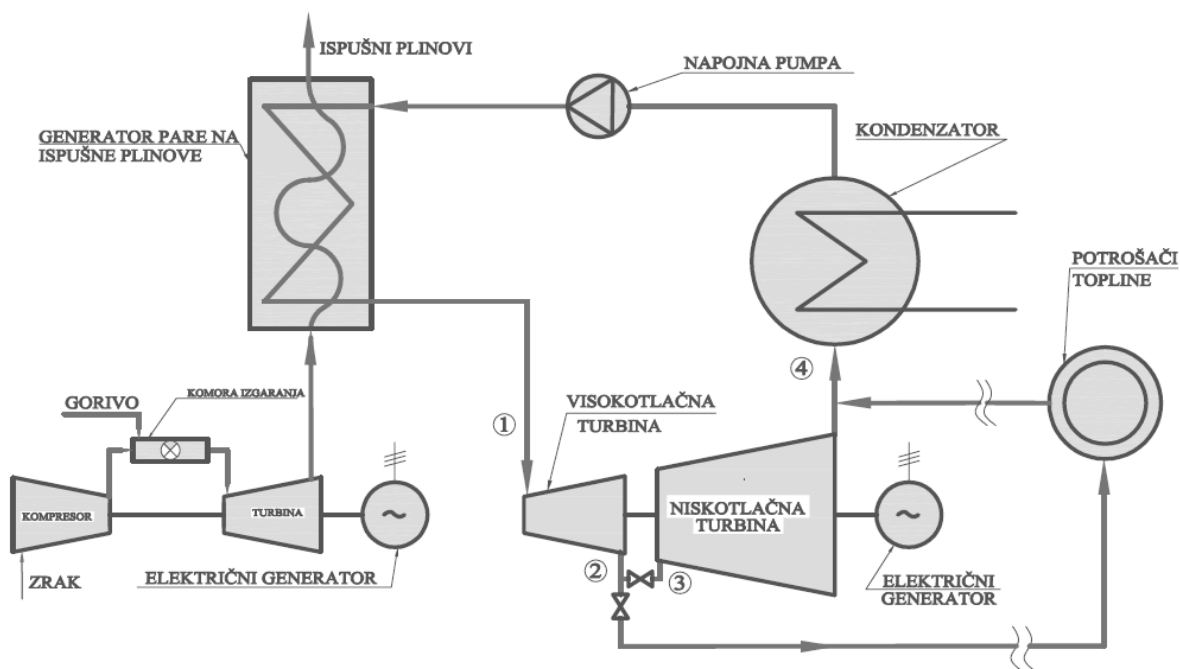 ISPUŠNI PLINOVI
NAPOJNA PUMPA
GENERATOR PARE NA
ISPUŠNE PLINOVE
KONDENZATOR
POTROŠAČI
TOPLINE
KOMORA IZGARANJA
GORIVO
①
VISOKOTLAČNA
TURBINA
④
KOMPRESOR
TURBINA
~
NISKOTLAČNA
TURBINA
~
ZRAK
ELEKTRIČNI GENERATOR
②
③
ELEKTRIČNI
GENERATOR